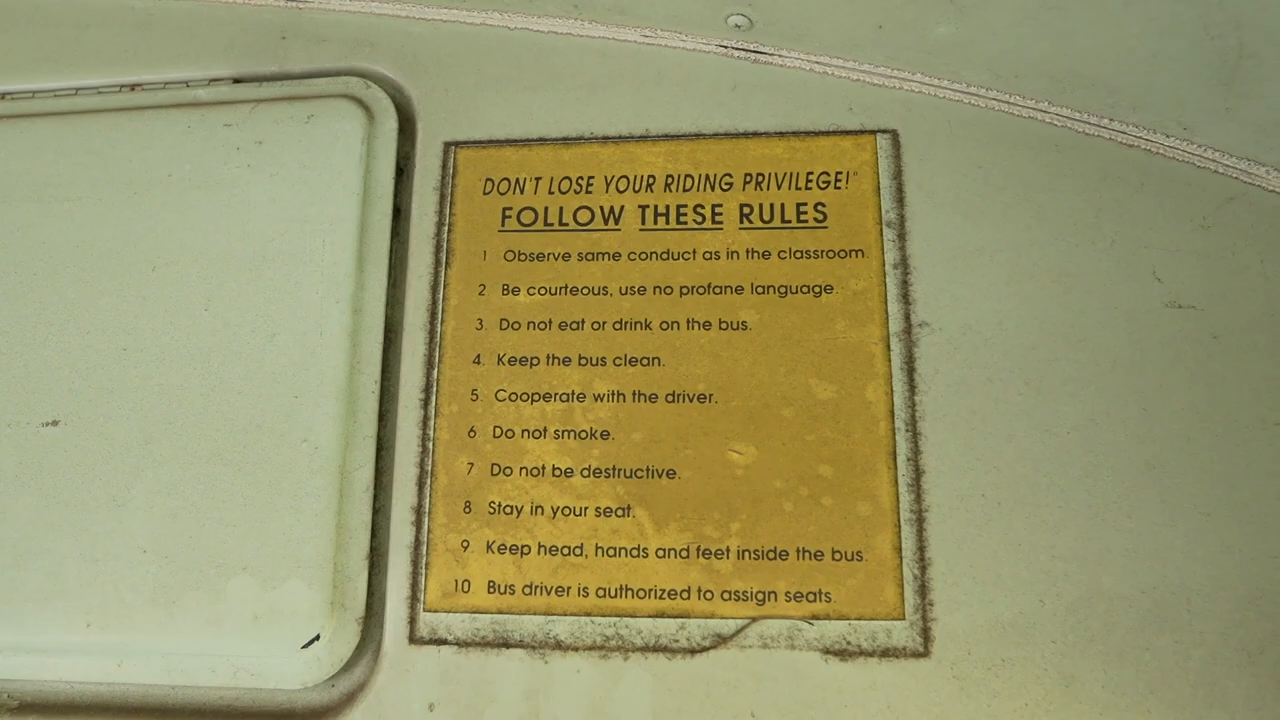 "DON'T LOSE YOUR RIDING PRIVILEGE!"
FOLLOW THESE RULES
1 Observe same conduct as in the classroom.
2 Be courteous, use no profane language.
3. Do not eat or drink on the bus.
4. Keep the bus clean.
5. Cooperate with the driver.
6. Do not smoke.
7 Do not be destructive.
8 Stay in your seat.
9. Keep head, hands and feet inside the bus.
10 Bus driver is authorized to assign seats.